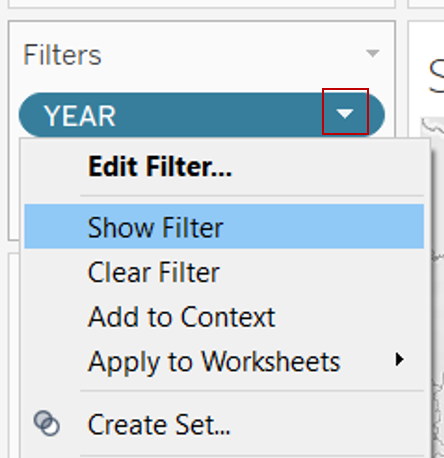 Filters
YEAR
Edit Filter...
Show Filter
Clear Filter
Add to Context
Apply to Worksheets
Create Set...